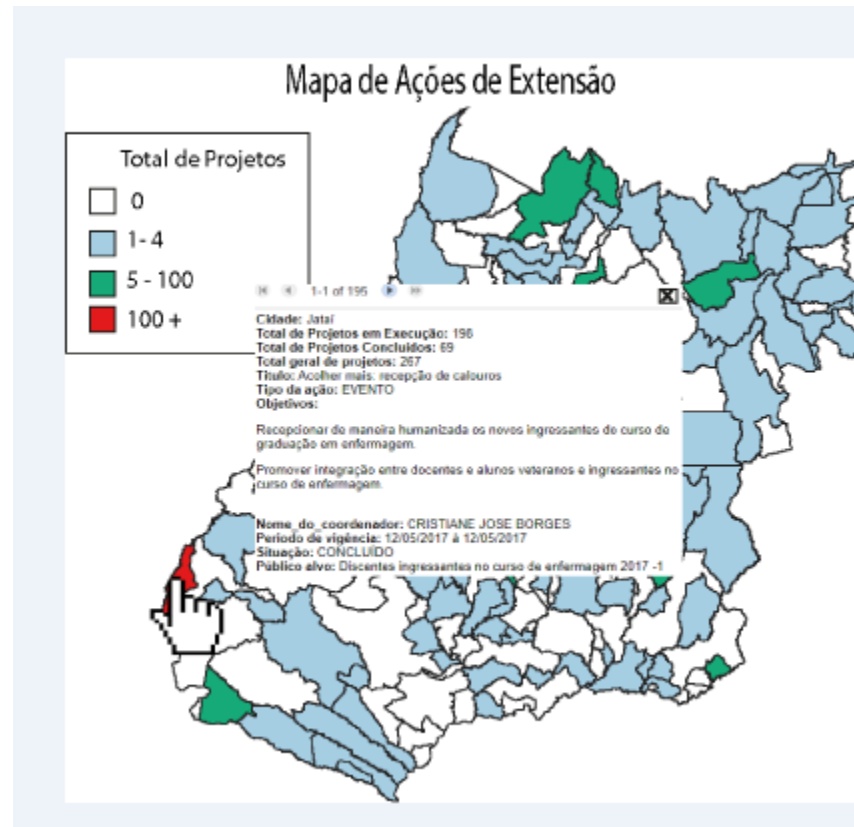 Mapa de Ações de Extensão
Total de Projetos
0
1- 4
5 - 100
100 +
1-1 of 195
Cidade: Jataí
Total de Projetos em Execução: 198
Total de Projetos Concluídos: 69
Total geral de projetos: 267
Título: Acolher mais: recepção de calouros
Tipo da ação: EVENTO
Objetivos:
Recepcionar de maneira humanizada os novos ingressantes do curso de
graduação em enfermagem.
Promover integração entre docentes e alunos veteranos e ingressantes no
curso de enfermagem.
Nome_do_coordenador: CRISTIANE JOSE BORGES
Período de vigência: 12/05/2017 à 12/05/2017
Situação: CONCLUÍDO
Público alvo: Discentes ingressantes no curso de enfermagem 2017 -1